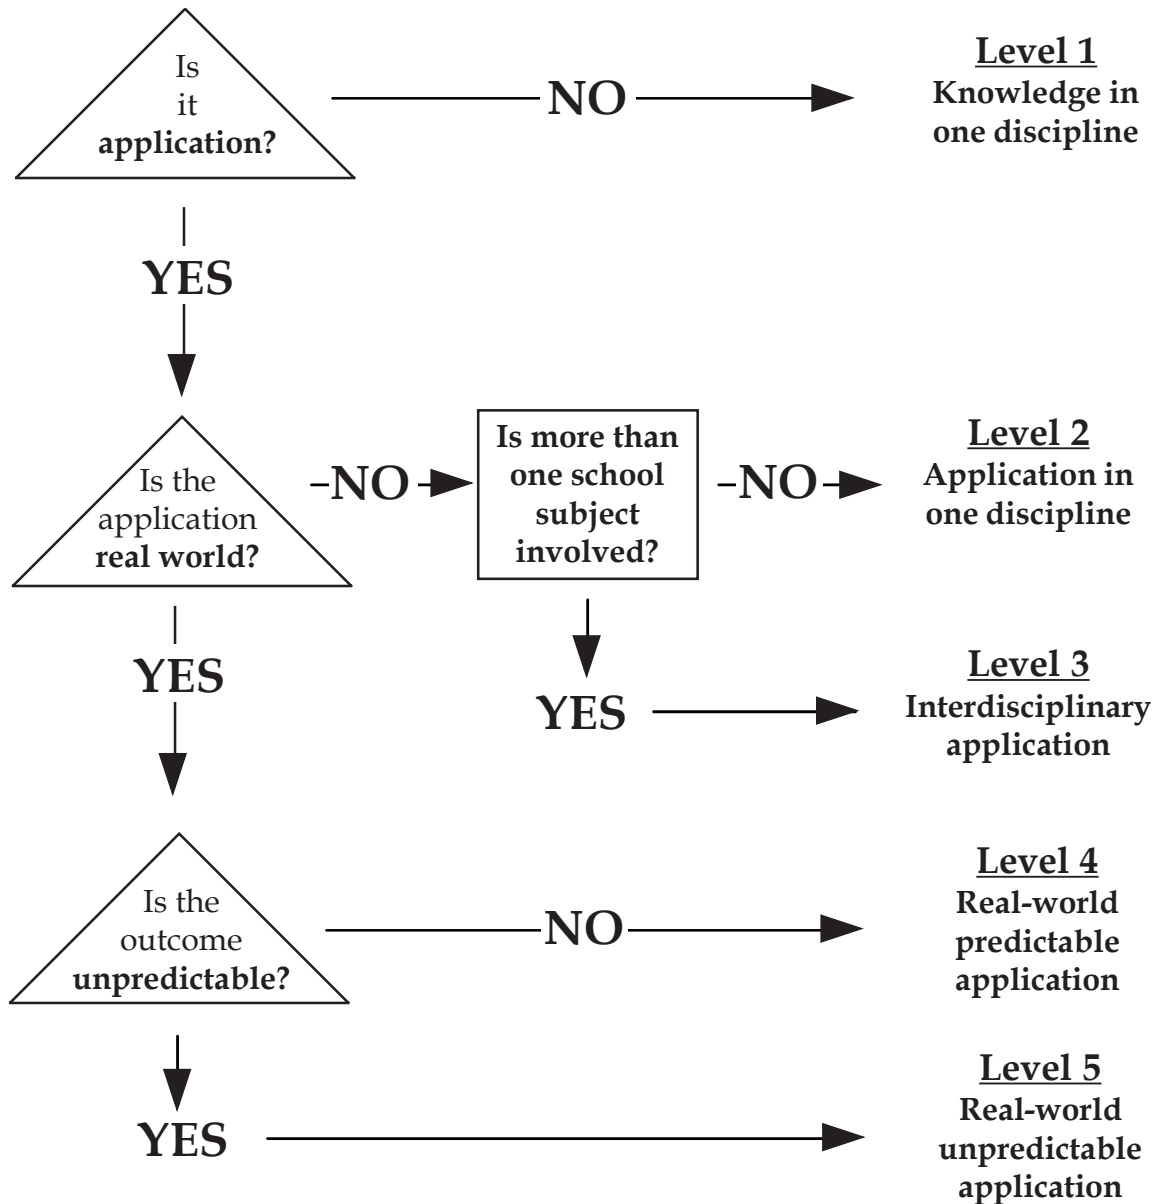 Is
it
application?
NO
Level 1
Knowledge in
one discipline
YES
Is the
application
real world?
NO
Is more than
one school
subject
involved?
NO
Level 2
Application in
one discipline
YES
YES
Level 3
Interdisciplinary
application
Is the
outcome
unpredictable?
NO
Level 4
Real-world
predictable
application
YES
Level 5
Real-world
unpredictable
application